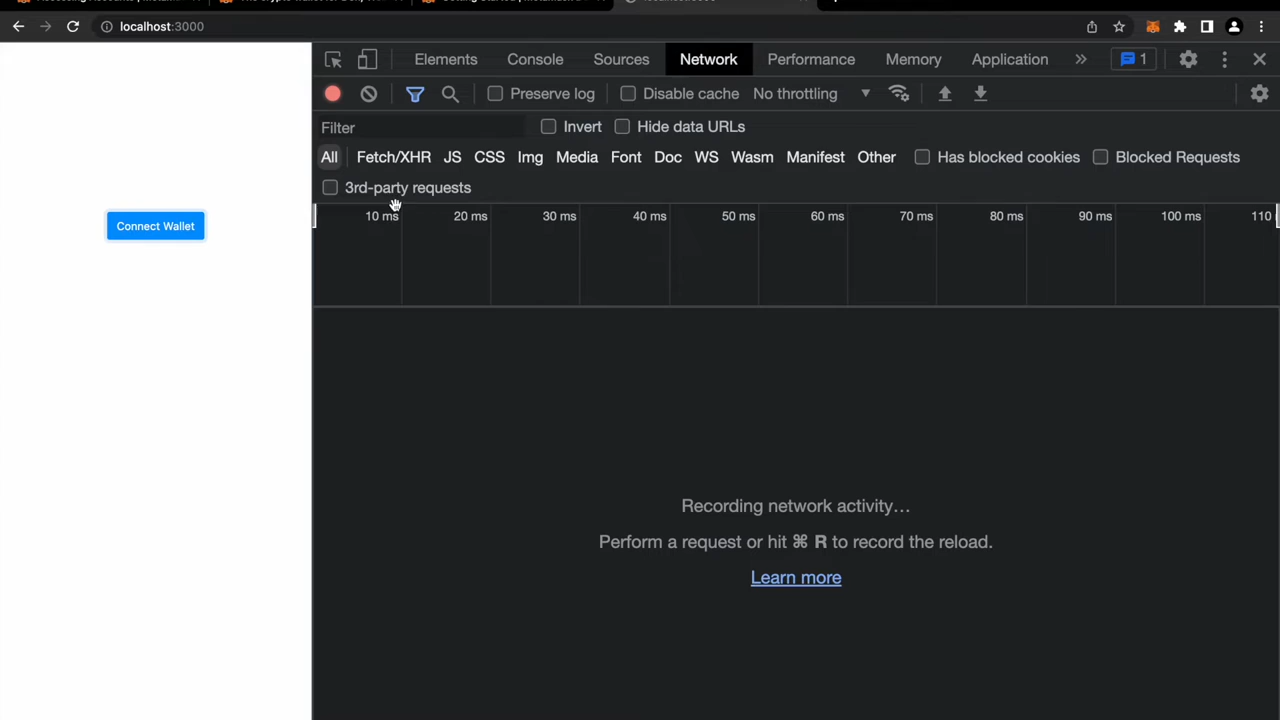 localhost:3000
Elements Console Sources Network Performance Memory Application » 1
Preserve log Disable cache No throttling
Filter Invert Hide data URLs
All Fetch/XHR JS CSS Img Media Font Doc WS Wasm Manifest Other Has blocked cookies Blocked Requests
3rd-party requests
10 ms 20 ms 30 ms 40 ms 50 ms 60 ms 70 ms 80 ms 90 ms 100 ms 110
Connect Wallet
Recording network activity…
Perform a request or hit ⌘ R to record the reload.
Learn more